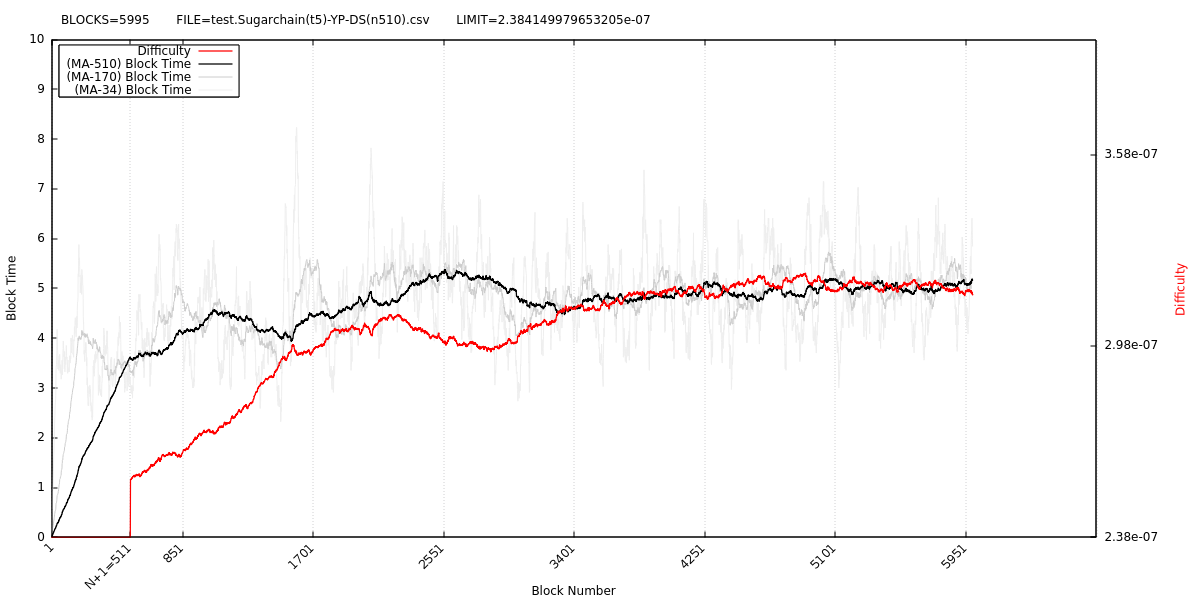 BLOCKS=5995 FILE=test.Sugarchain(t5)-YP-DS(n510).csv LIMIT=2.384149979653205e-07
Difficulty
(MA-510) Block Time
(MA-170) Block Time
(MA-34) Block Time
10
9
8
7
6
5
4
3
2
1
0
Block Time
3.58e-07
2.98e-07
2.38e-07
Difficulty
1
N+1=511
851
1701
2551
3401
4251
5101
5951
Block Number